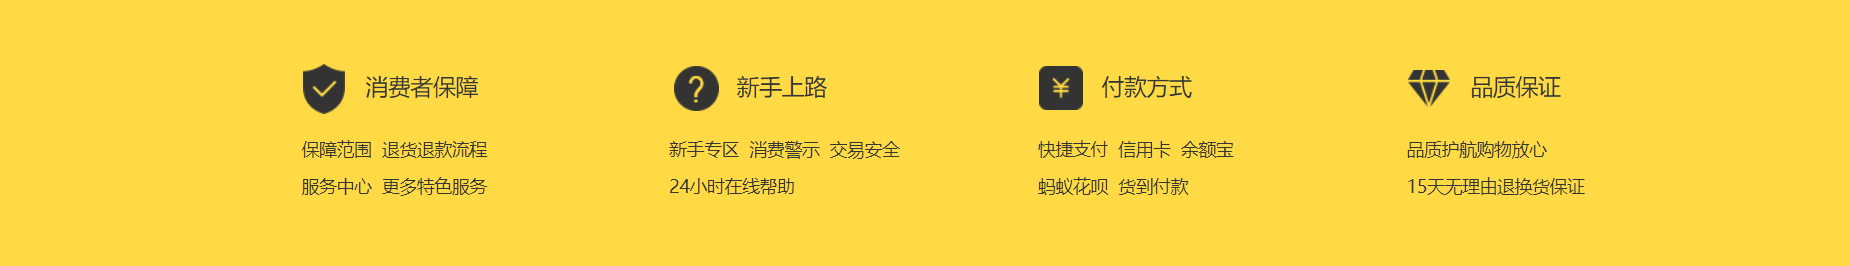 消费者保障
保障范围 退货退款流程
服务中心 更多特色服务
新手上路
新手专区 消费警示 交易安全
24小时在线帮助
付款方式
快捷支付 信用卡 余额宝
蚂蚁花呗 货到付款
品质保证
品质护航购物放心
15天无理由退换货保证